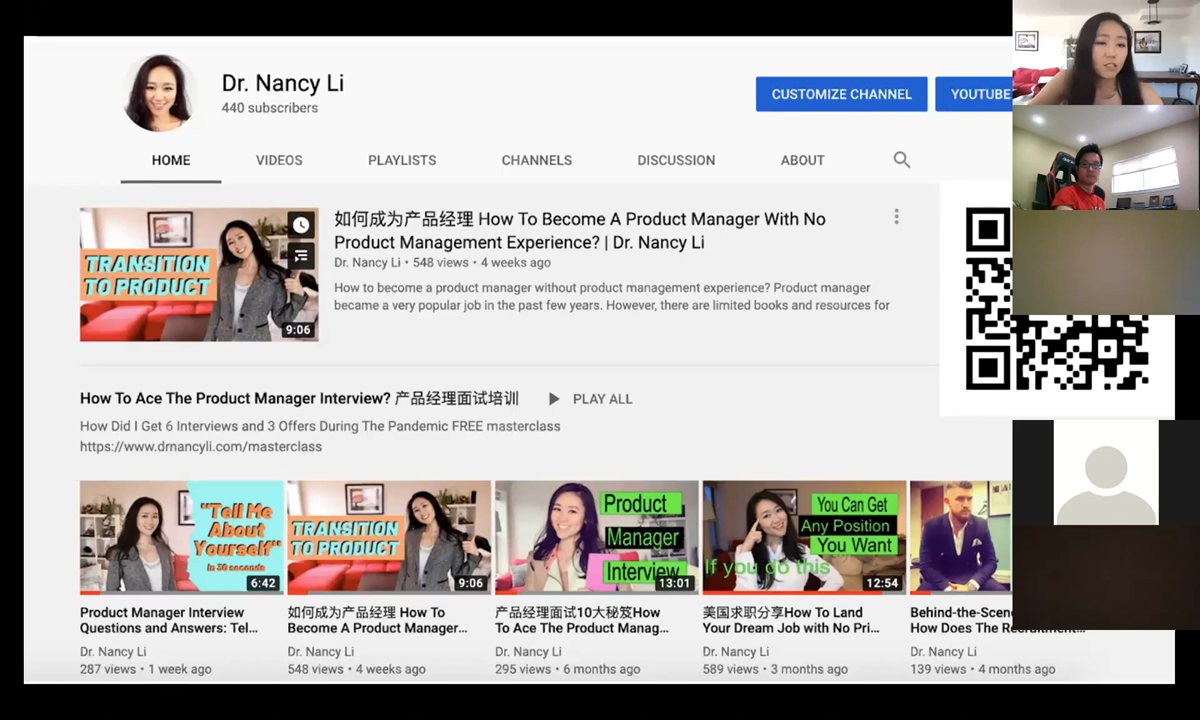 Dr. Nancy Li
440 subscribers
CUSTOMIZE CHANNEL
YOUTUBE
HOME
VIDEOS
PLAYLISTS
CHANNELS
DISCUSSION
ABOUT
TRANSITION
TO PRODUCT
9:06
如何成为产品经理 How To Become A Product Manager With No
Product Management Experience? | Dr. Nancy Li
Dr. Nancy Li • 548 views • 4 weeks ago
How to become a product manager without product management experience? Product manager
became a very popular job in the past few years. However, there are limited books and resources for
How To Ace The Product Manager Interview? 产品经理面试培训
PLAY ALL
How Did I Get 6 Interviews and 3 Offers During The Pandemic FREE masterclass
https://www.drnancyli.com/masterclass
"Tell Me
About
Yourself"
in 30 seconds
6:42
Product Manager Interview
Questions and Answers: Tel...
Dr. Nancy Li
287 views • 1 week ago
TRANSITION
TO PRODUCT
9:06
如何成为产品经理 How To
Become A Product Manager...
Dr. Nancy Li
548 views • 4 weeks ago
Product
Manager
Interview
13:01
产品经理面试10大秘笈How
To Ace The Product Manag...
Dr. Nancy Li
295 views • 6 months ago
You Can Get
Any Position
You Want
If you do this
12:54
美国求职分享How To Land
Your Dream Job with No Pri...
Dr. Nancy Li
589 views • 3 months ago
Behind-the-Scen
How Does The Recruitment...
Dr. Nancy Li
139 views • 4 months ago